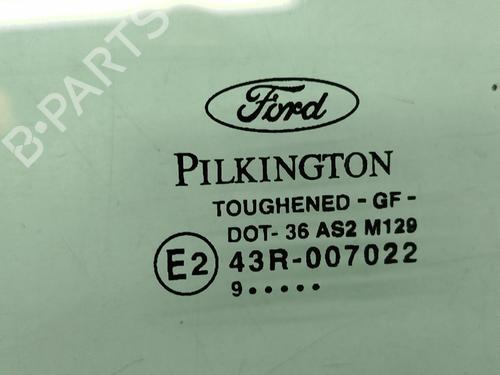 B-PARTS
Ford
PILKINGTON
TOUGHENED - GF -
DOT- 36 AS2 M129
E2 43R-007022
9•••••